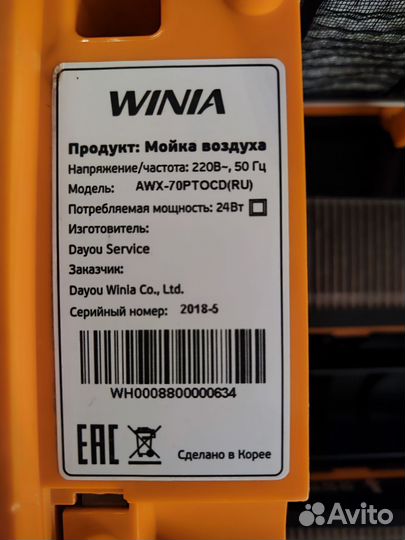 WINIA
Продукт: Мойка воздуха
Напряжение/частота: 220В~, 50 Гц
Модель: AWX-70PTOCD(RU)
Потребляемая мощность: 24Вт
Изготовитель:
Dayou Service
Заказчик:
Dayou Winia Co., Ltd.
Серийный номер: 2018-5
WH0008800000634
EAC
Сделано в Корее
Avito